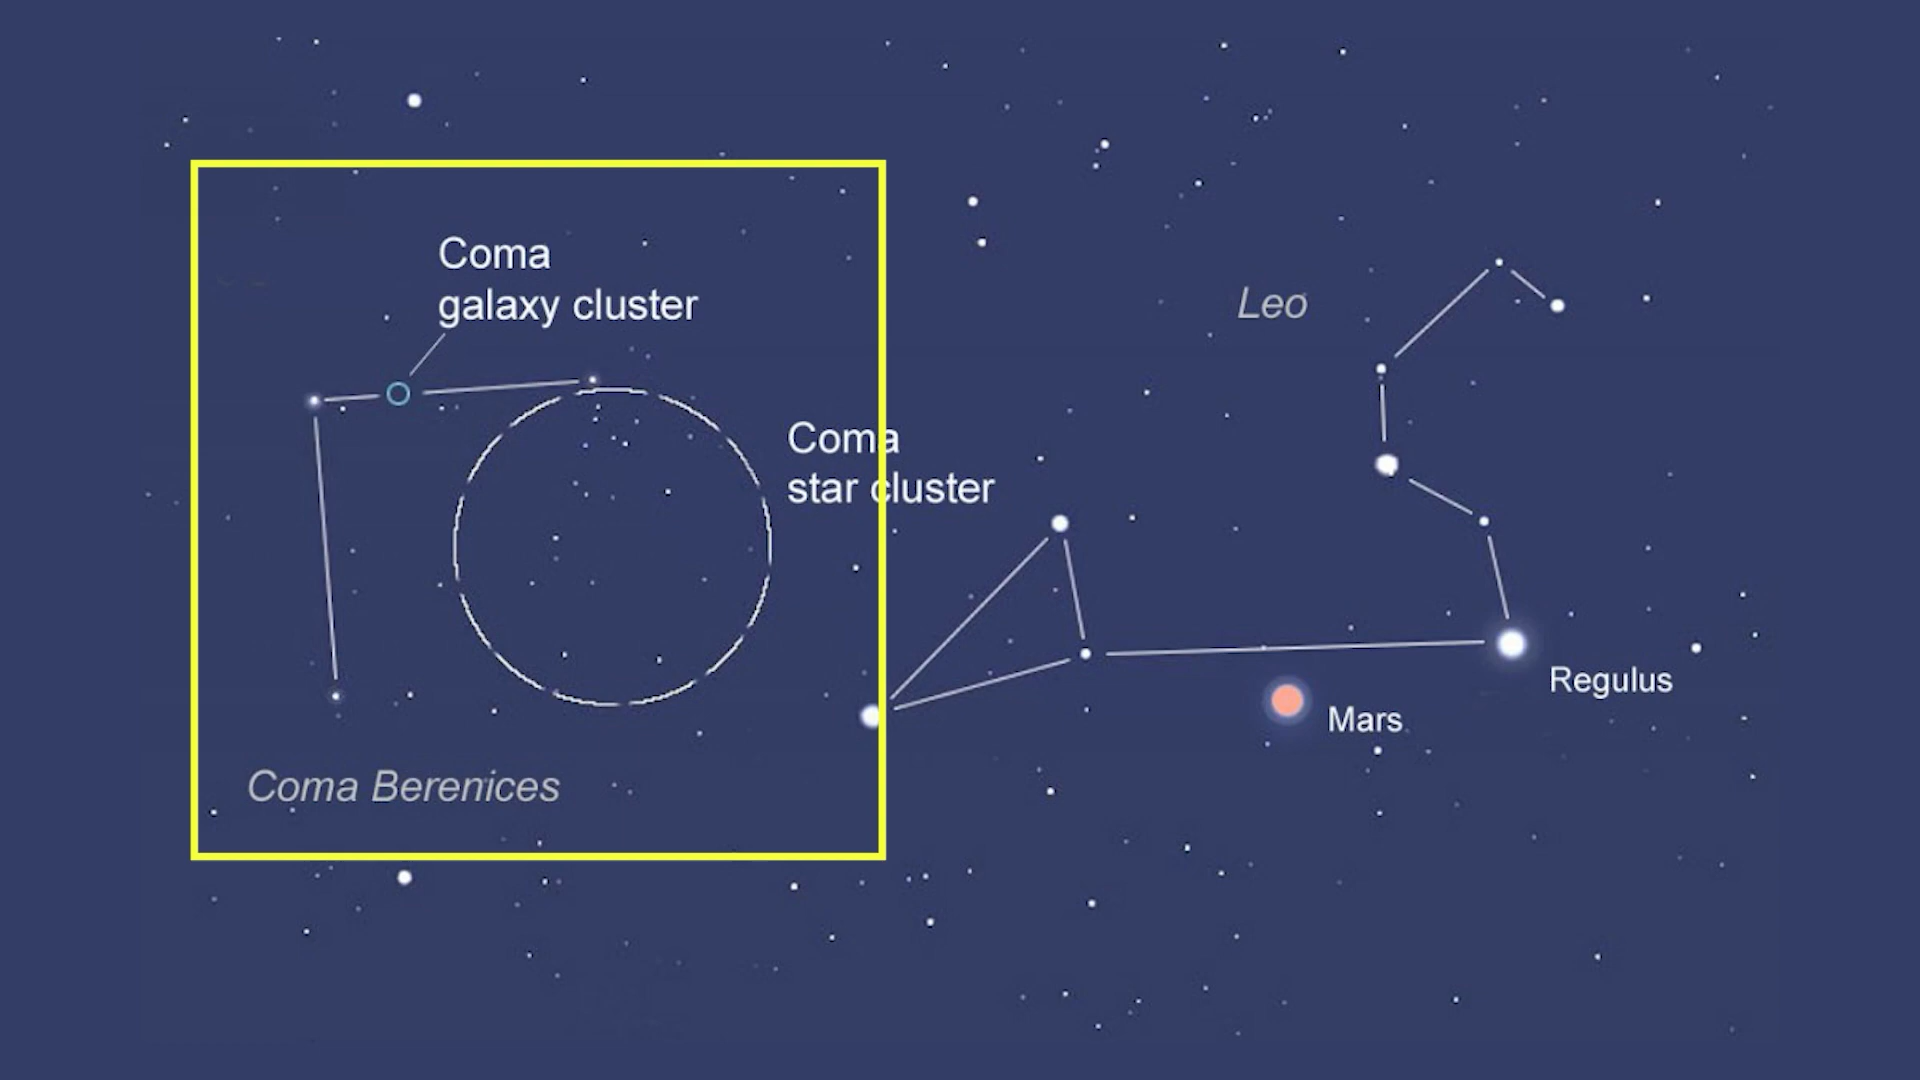 Coma
galaxy cluster
Leo
Coma
star cluster
Regulus
Mars
Coma Berenices